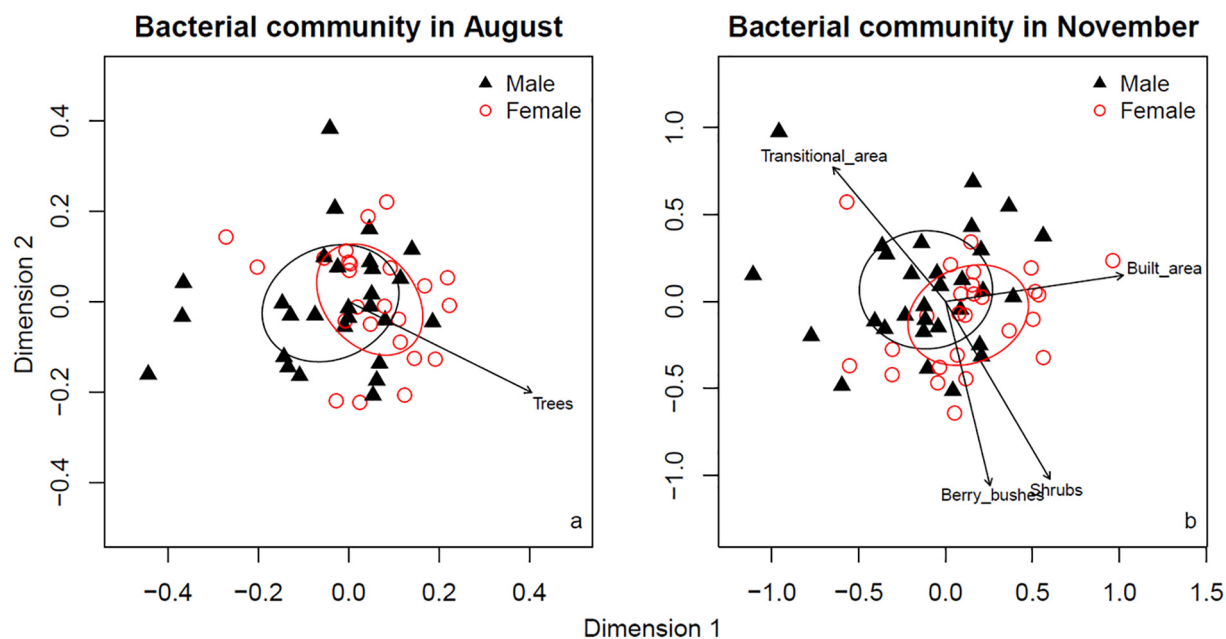 Bacterial community in August
Male
Female
0.4
0.2
0.0
−0.2
−0.4
Dimension 2
Trees
a
−0.4
−0.2
0.0
0.2
0.4
Bacterial community in November
Male
Female
1.0
0.5
0.0
−0.5
−1.0
Transitional_area
Built_area
Berry_bushes
Shrubs
b
−1.0
−0.5
0.0
0.5
1.0
1.5
Dimension 1